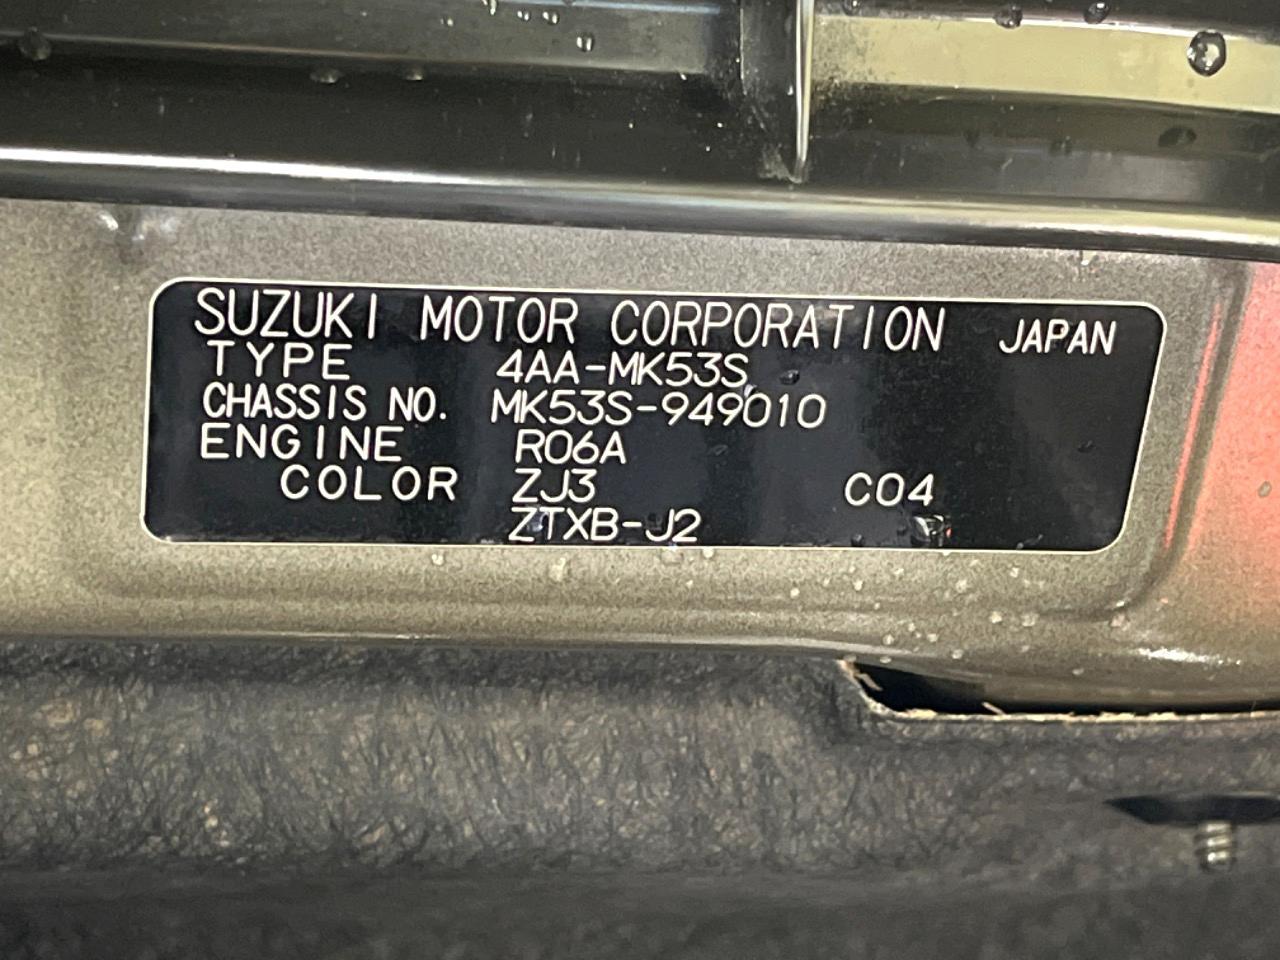 SUZUKI MOTOR CORPORATION JAPAN
TYPE 4AA-MK53S
CHASSIS NO. MK53S-949010
ENGINE R06A
COLOR ZJ3 C04
ZTXB-J2